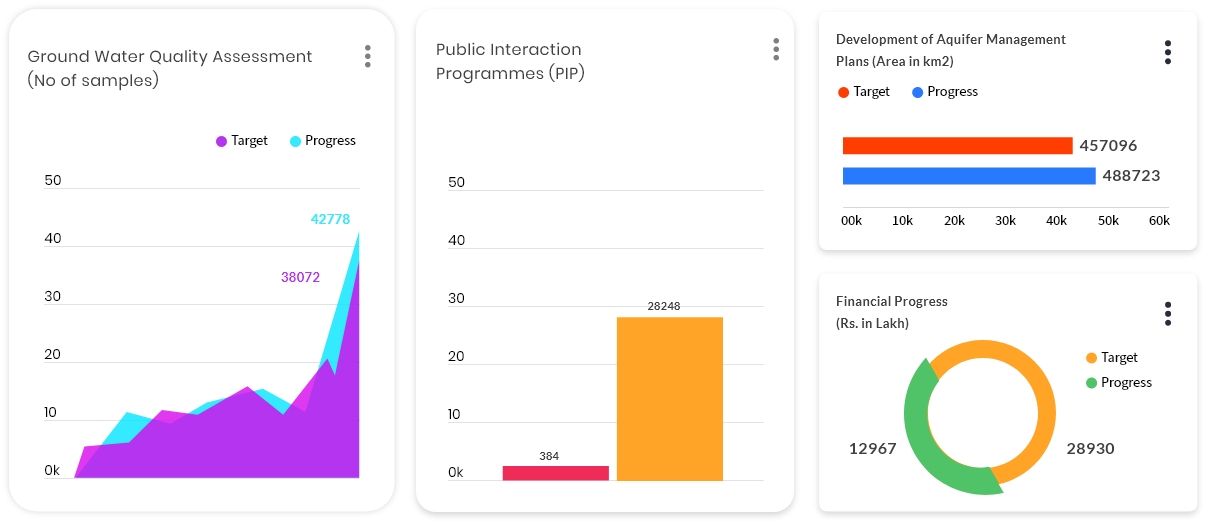 Ground Water Quality Assessment
(No of samples)
Target
Progress
50
42778
40
38072
30
20
10
0k
Public Interaction
Programmes (PIP)
50
40
30
28248
20
10
384
0k
Development of Aquifer Management
Plans (Area in km2)
Target
Progress
457096
488723
00k 10k 20k 30k 40k 50k 60k
Financial Progress
(Rs. in Lakh)
Target
Progress
12967
28930